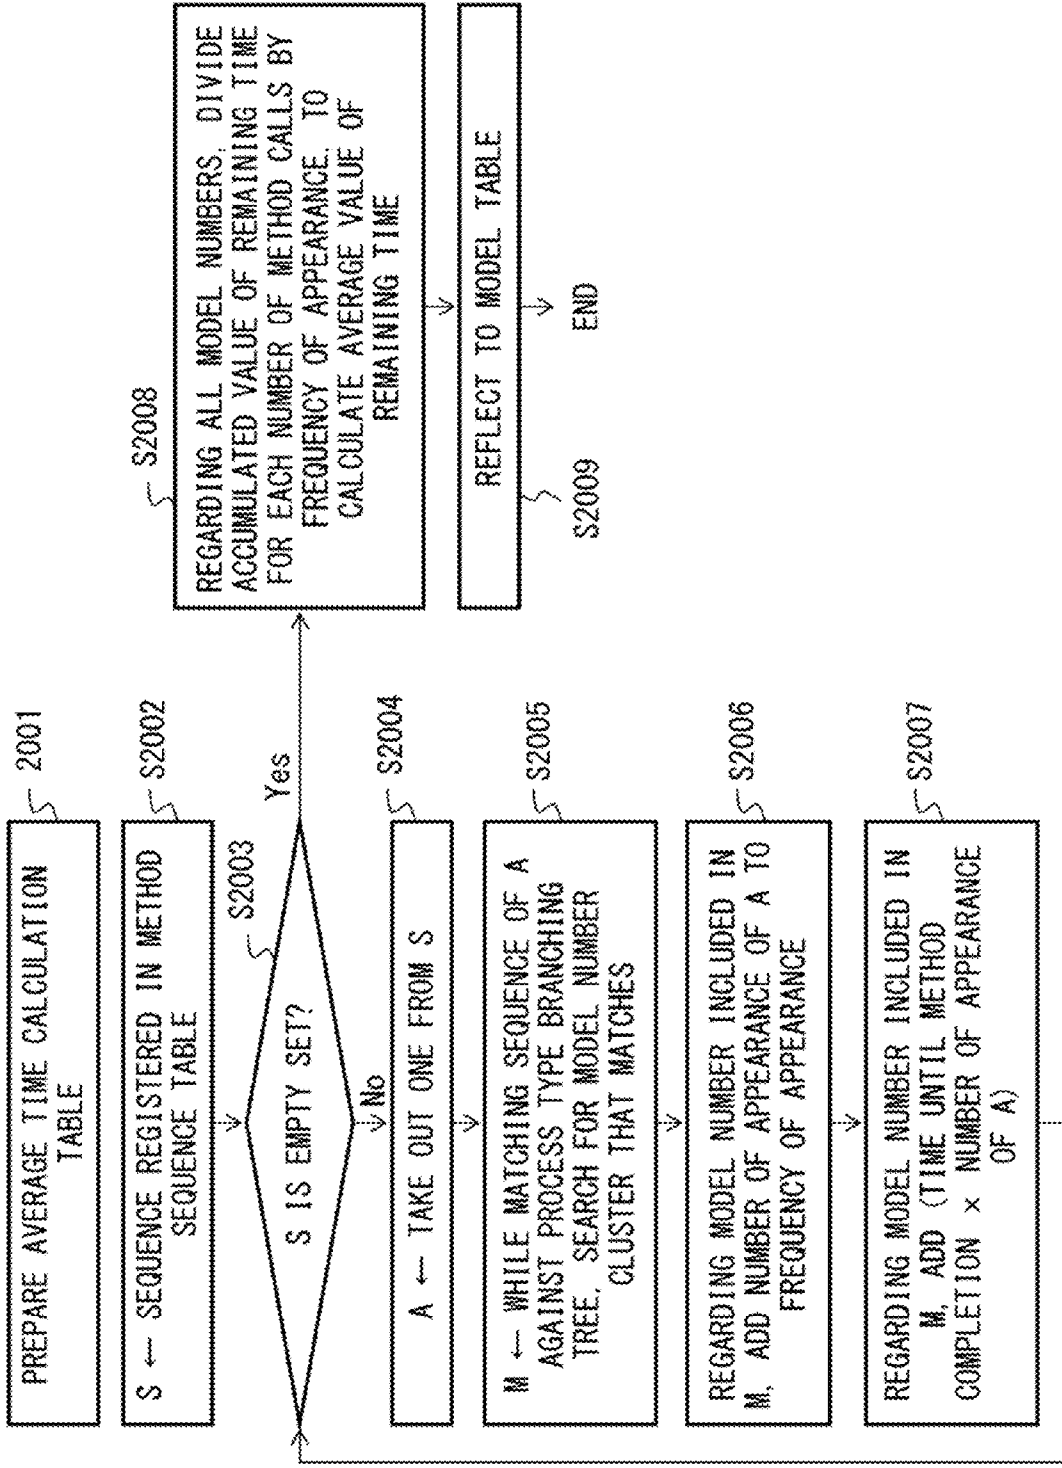 PREPARE AVERAGE TIME CALCULATION
TABLE
2001
S ← SEQUENCE REGISTERED IN METHOD
SEQUENCE TABLE
S2002
S IS EMPTY SET?
S2003
Yes
No
A ← TAKE OUT ONE FROM S
S2004
M ← WHILE MATCHING SEQUENCE OF A
AGAINST PROCESS TYPE BRANCHING
TREE, SEARCH FOR MODEL NUMBER
CLUSTER THAT MATCHES
S2005
REGARDING MODEL NUMBER INCLUDED IN
M, ADD NUMBER OF APPEARANCE OF A TO
FREQUENCY OF APPEARANCE
S2006
REGARDING MODEL NUMBER INCLUDED IN
M, ADD (TIME UNTIL METHOD
COMPLETION × NUMBER OF APPEARANCE
OF A)
S2007
S2008
REGARDING ALL MODEL NUMBERS, DIVIDE
ACCUMULATED VALUE OF REMAINING TIME
FOR EACH NUMBER OF METHOD CALLS BY
FREQUENCY OF APPEARANCE, TO
CALCULATE AVERAGE VALUE OF
REMAINING TIME
REFLECT TO MODEL TABLE
S2009
END